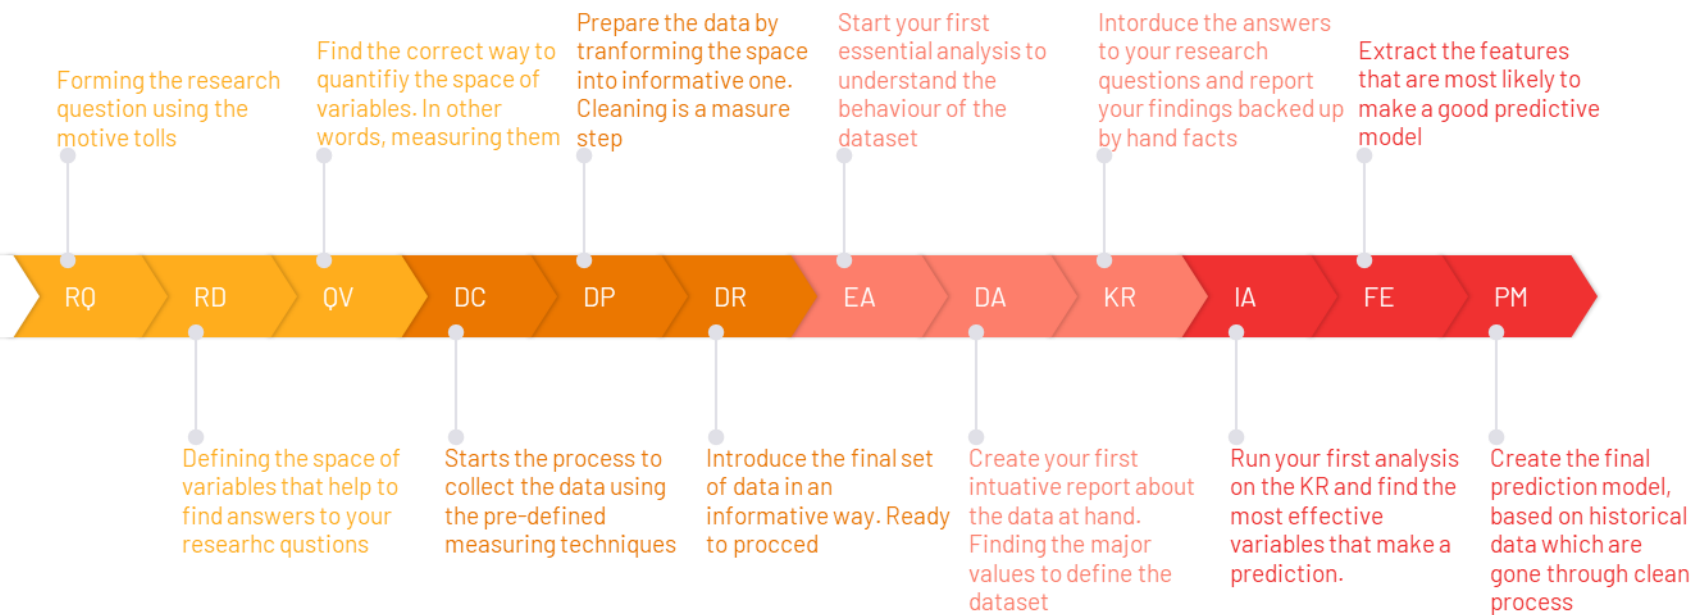 Forming the research
question using the
motive tolls
Find the correct way to
quantifiy the space of
variables. In other
words, measuring them
Prepare the data by
tranforming the space
into informative one.
Cleaning is a masure
step
Start your first
essential analysis to
understand the
behaviour of the
dataset
Intorduce the answers
to your research
questions and report
your findings backed up
by hand facts
Extract the features
that are most likely to
make a good predictive
model
RQ
RD
QV
DC
DP
DR
EA
DA
KR
IA
FE
PM
Defining the space of
variables that help to
find answers to your
researhc qustions
Starts the process to
collect the data using
the pre-defined
measuring techniques
Introduce the final set
of data in an
informative way. Ready
to procced
Create your first
intuative report about
the data at hand.
Finding the major
values to define the
dataset
Run your first analysis
on the KR and find the
most effective
variables that make a
prediction.
Create the final
prediction model,
based on historical
data which are
gone through clean
process